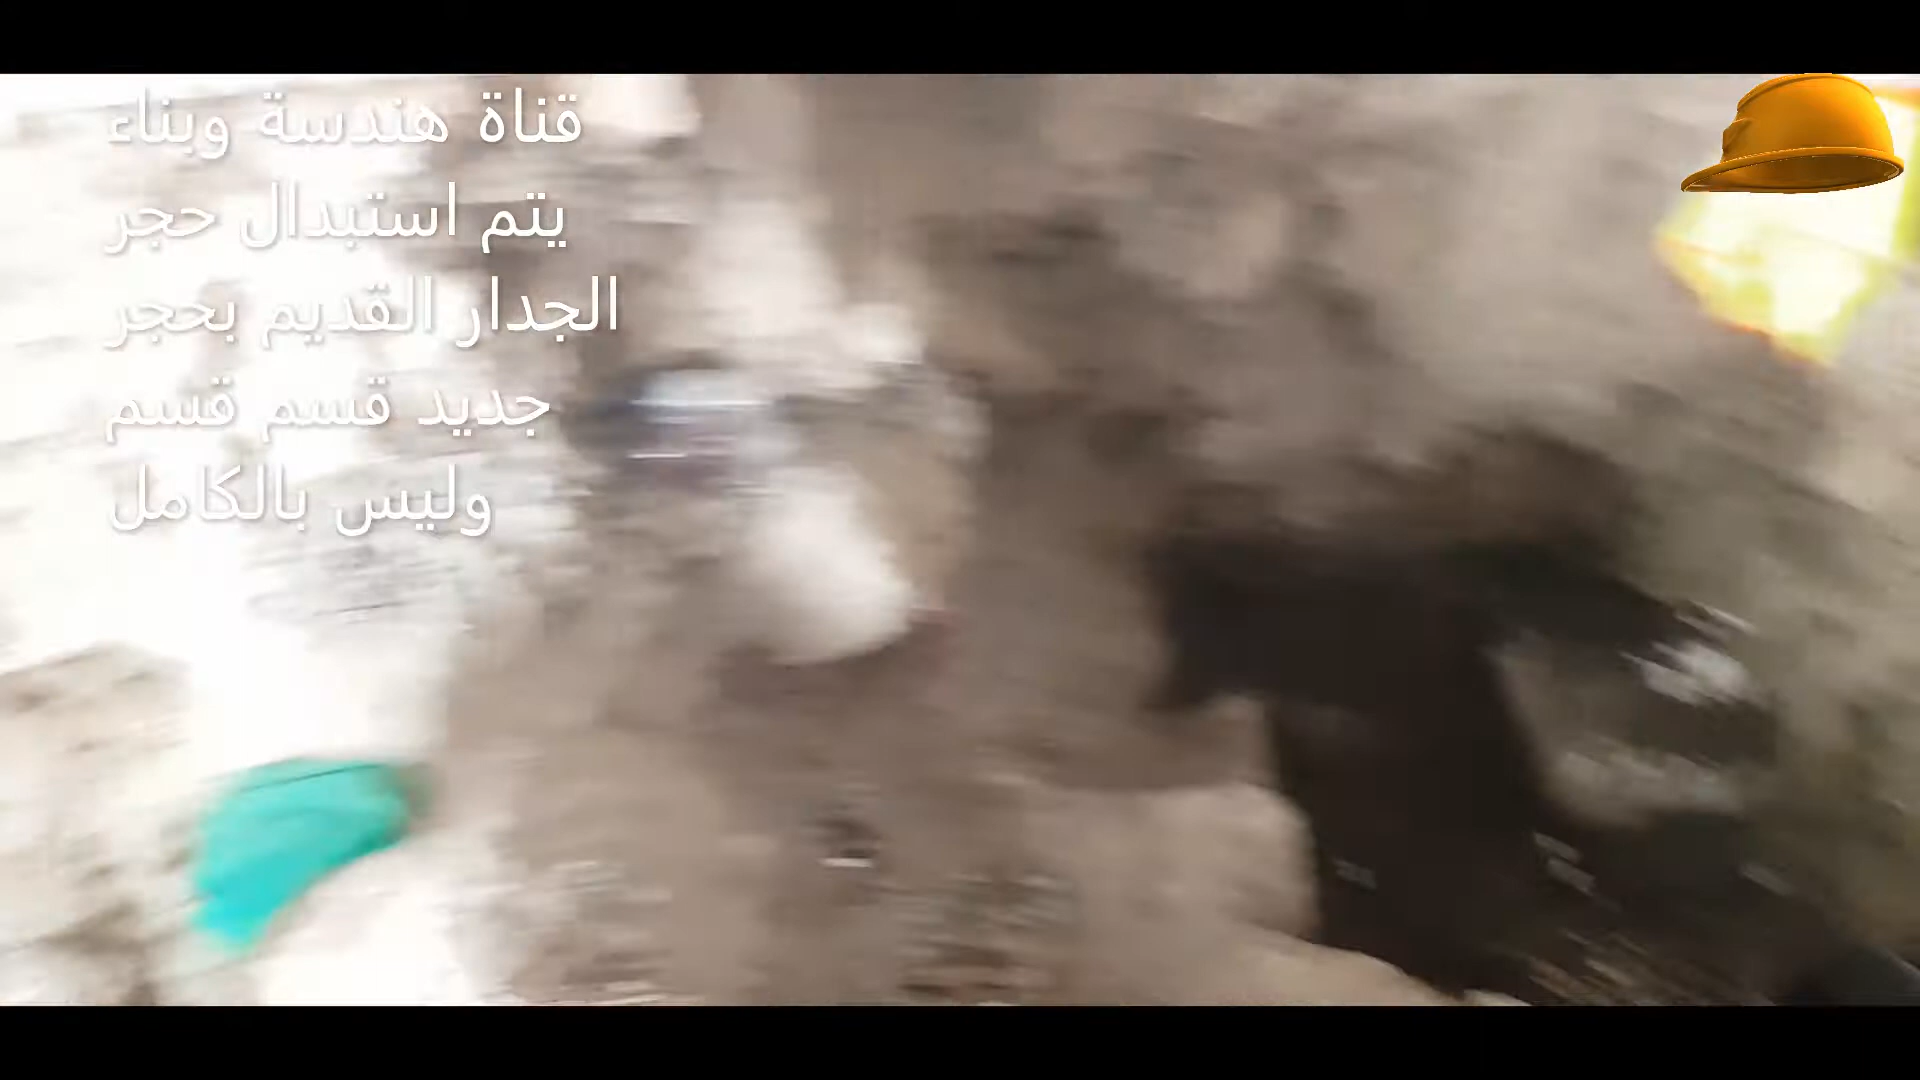 قناة هندسة وبناء
يتم استبدال حجر
الجدار القديم بحجر
جديد قسم قسم
وليس بالكامل